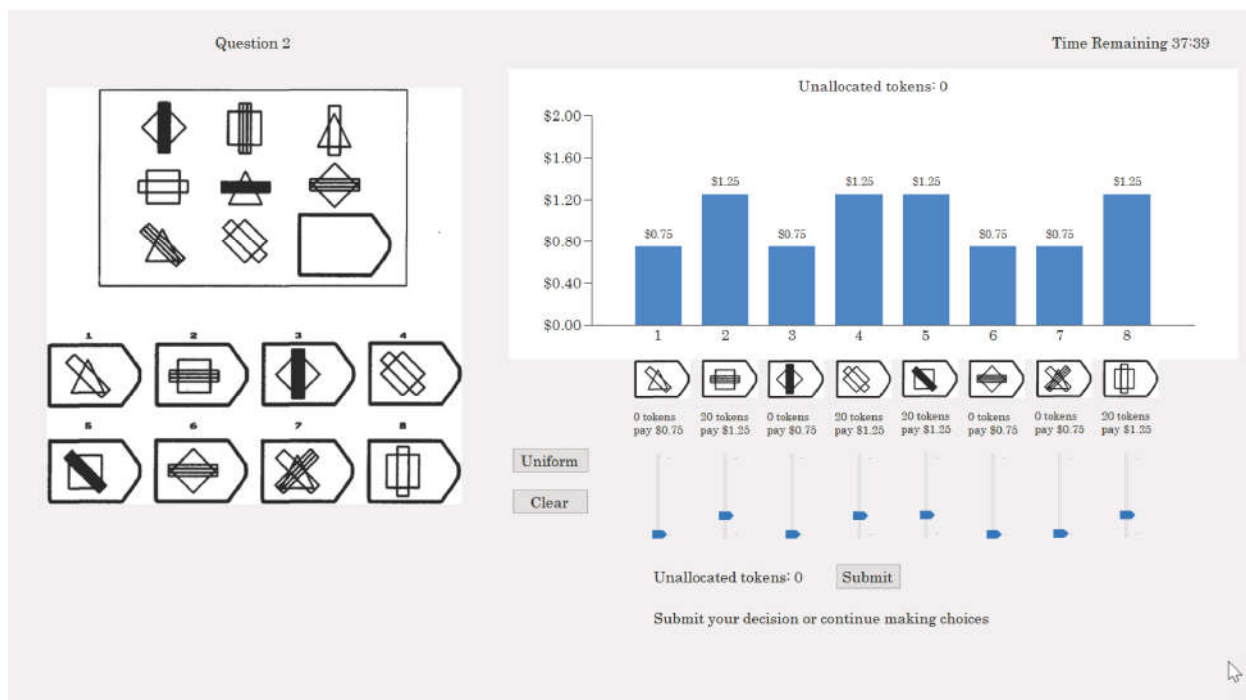 Question 2
Time Remaining 37:39
Unallocated tokens: 0
$2.00
$1.60
$1.20
$0.80
$0.40
$0.00
$0.75 $1.25 $0.75 $1.25 $1.25 $0.75 $0.75 $1.25
1 2 3 4 5 6 7 8
1 2 3 4
5 6 7 8
0 tokens 20 tokens 0 tokens 20 tokens 20 tokens 0 tokens 0 tokens 20 tokens
pay $0.75 pay $1.25 pay $0.75 pay $1.25 pay $1.25 pay $0.75 pay $0.75 pay $1.25
Uniform
Clear
Unallocated tokens: 0 Submit
Submit your decision or continue making choices